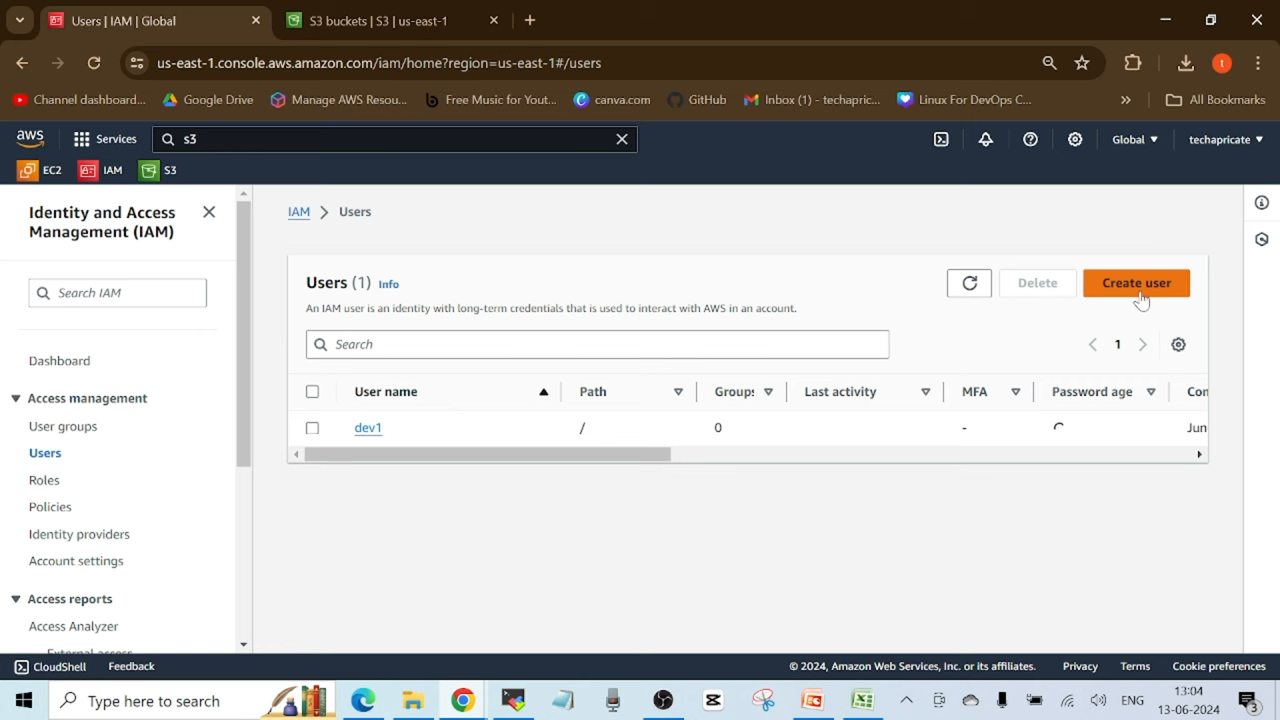 Users | IAM | Global
S3 buckets | S3 | us-east-1
us-east-1.console.aws.amazon.com/iam/home?region=us-east-1#/users
Channel dashboard...
Google Drive
Manage AWS Resou...
Free Music for Yout...
canva.com
GitHub
Inbox (1) - techapric...
Linux For DevOps C...
»
All Bookmarks
t
aws
Services
s3
Global
techapricate
EC2
IAM
S3
Identity and Access
Management (IAM)
Search IAM
Dashboard
Access management
User groups
Users
Roles
Policies
Identity providers
Account settings
Access reports
Access Analyzer
External access
IAM
Users
Users (1) Info
Delete
Create user
An IAM user is an identity with long-term credentials that is used to interact with AWS in an account.
Search
1
User name
Path
Groups
Last activity
MFA
Password age
Con
dev1
/
0
-
Jun
CloudShell
Feedback
© 2024, Amazon Web Services, Inc. or its affiliates.
Privacy
Terms
Cookie preferences
Type here to search
ENG
13:04
13-06-2024
3